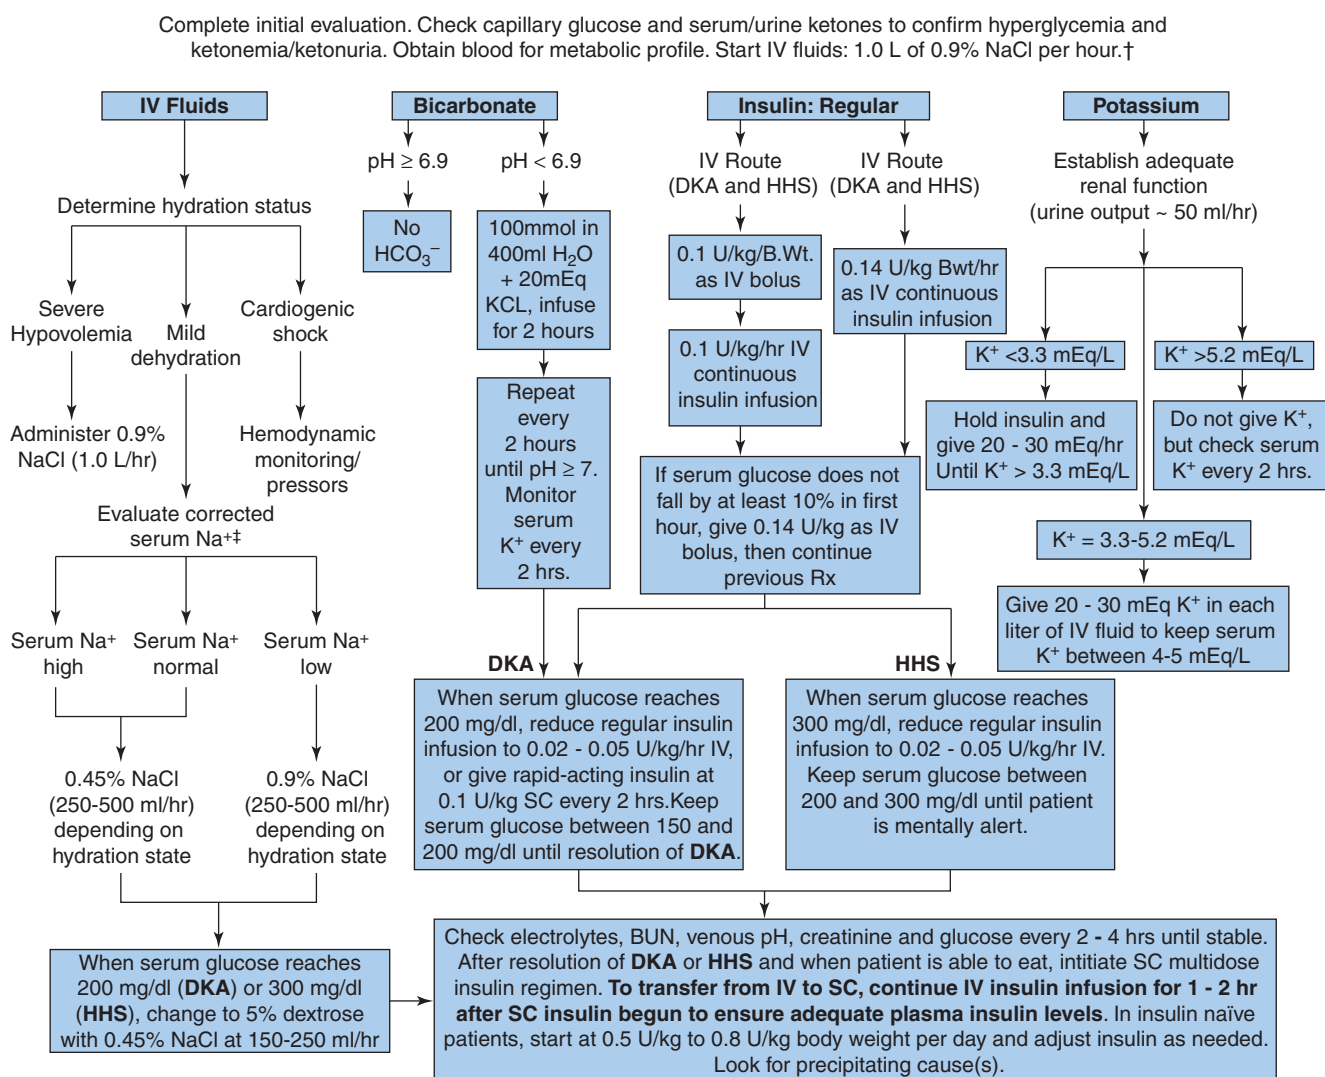 Complete initial evaluation. Check capillary glucose and serum/urine ketones to confirm hyperglycemia and
ketonemia/ketonuria. Obtain blood for metabolic profile. Start IV fluids: 1.0 L of 0.9% NaCl per hour.†
IV Fluids
Determine hydration status
Severe
Hypovolemia
Mild
dehydration
Cardiogenic
shock
Administer 0.9%
NaCl (1.0 L/hr)
Hemodynamic
monitoring/
pressors
Evaluate corrected
serum Na⁺‡
Serum Na⁺
high
Serum Na⁺
normal
Serum Na⁺
low
0.45% NaCl
(250-500 ml/hr)
depending on
hydration state
0.9% NaCl
(250-500 ml/hr)
depending on
hydration state
When serum glucose reaches
200 mg/dl (DKA) or 300 mg/dl
(HHS), change to 5% dextrose
with 0.45% NaCl at 150-250 ml/hr
Bicarbonate
pH ≥ 6.9
pH < 6.9
No
HCO₃⁻
100mmol in
400ml H₂O
+ 20mEq
KCL, infuse
for 2 hours
Repeat
every
2 hours
until pH ≥ 7.
Monitor
serum
K⁺ every
2 hrs.
Insulin: Regular
IV Route
(DKA and HHS)
IV Route
(DKA and HHS)
0.1 U/kg/B.Wt.
as IV bolus
0.14 U/kg Bwt/hr
as IV continuous
insulin infusion
0.1 U/kg/hr IV
continuous
insulin infusion
If serum glucose does not
fall by at least 10% in first
hour, give 0.14 U/kg as IV
bolus, then continue
previous Rx
DKA
When serum glucose reaches
200 mg/dl, reduce regular insulin
infusion to 0.02 - 0.05 U/kg/hr IV,
or give rapid-acting insulin at
0.1 U/kg SC every 2 hrs.Keep
serum glucose between 150 and
200 mg/dl until resolution of DKA.
HHS
When serum glucose reaches
300 mg/dl, reduce regular insulin
infusion to 0.02 - 0.05 U/kg/hr IV.
Keep serum glucose between
200 and 300 mg/dl until patient
is mentally alert.
Potassium
Establish adequate
renal function
(urine output ~ 50 ml/hr)
K⁺ <3.3 mEq/L
K⁺ >5.2 mEq/L
Hold insulin and
give 20 - 30 mEq/hr
Until K⁺ > 3.3 mEq/L
Do not give K⁺,
but check serum
K⁺ every 2 hrs.
K⁺ = 3.3-5.2 mEq/L
Give 20 - 30 mEq K⁺ in each
liter of IV fluid to keep serum
K⁺ between 4-5 mEq/L
Check electrolytes, BUN, venous pH, creatinine and glucose every 2 - 4 hrs until stable.
After resolution of DKA or HHS and when patient is able to eat, intitiate SC multidose
insulin regimen. To transfer from IV to SC, continue IV insulin infusion for 1 - 2 hr
after SC insulin begun to ensure adequate plasma insulin levels. In insulin naïve
patients, start at 0.5 U/kg to 0.8 U/kg body weight per day and adjust insulin as needed.
Look for precipitating cause(s).